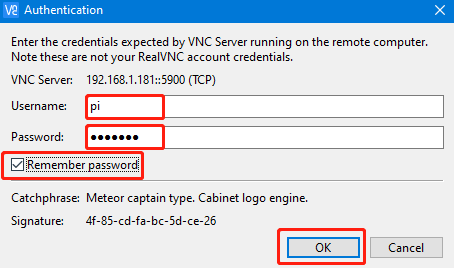 VE Authentication
Enter the credentials expected by VNC Server running on the remote computer.
Note these are not your RealVNC account credentials.
VNC Server: 192.168.1.181::5900 (TCP)
Username: pi
Password: ●●●●●●●
Remember password
Catchphrase: Meteor captain type. Cabinet logo engine.
Signature: 4f-85-cd-fa-bc-5d-ce-26
OK Cancel